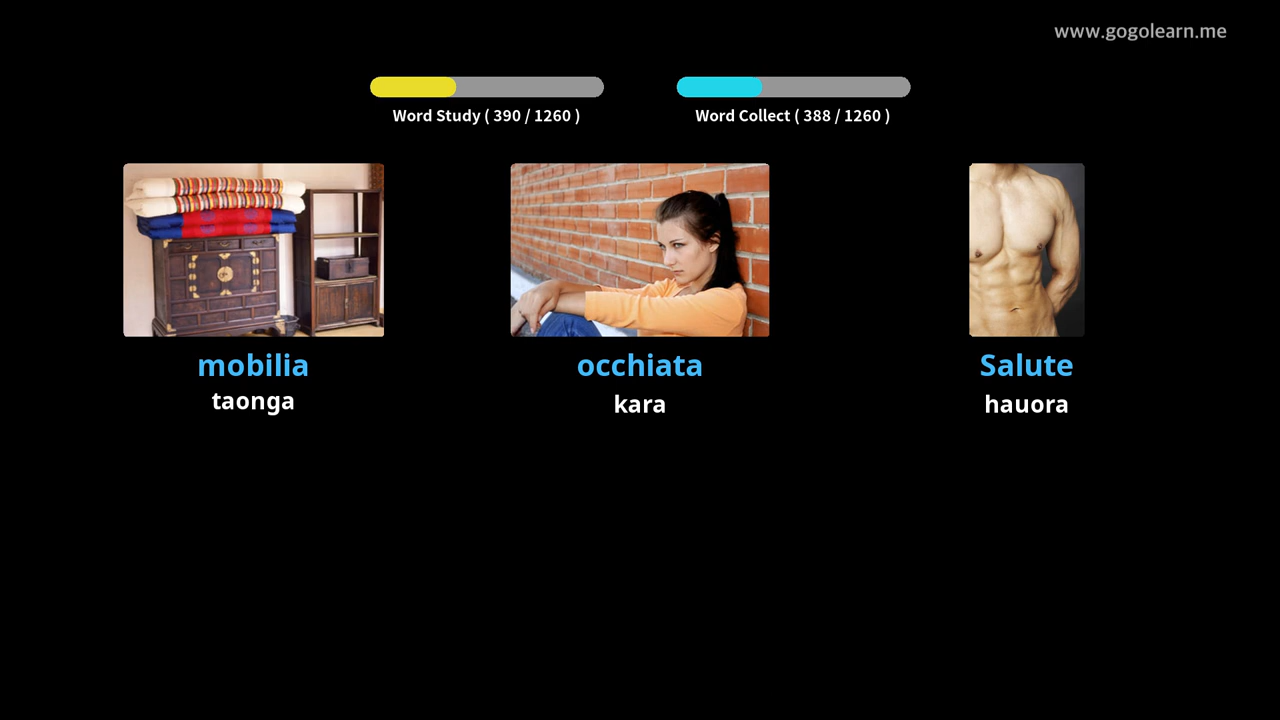 www.gogolearn.me
Word Study ( 390 / 1260 )
Word Collect ( 388 / 1260 )
mobilia
taonga
occhiata
kara
Salute
hauora